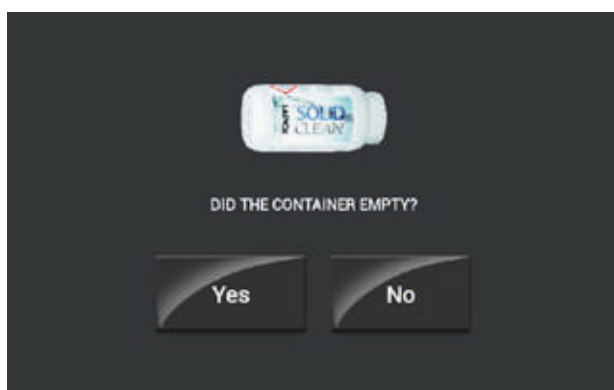 SOLID
CLEAN
DID THE CONTAINER EMPTY?
Yes
No